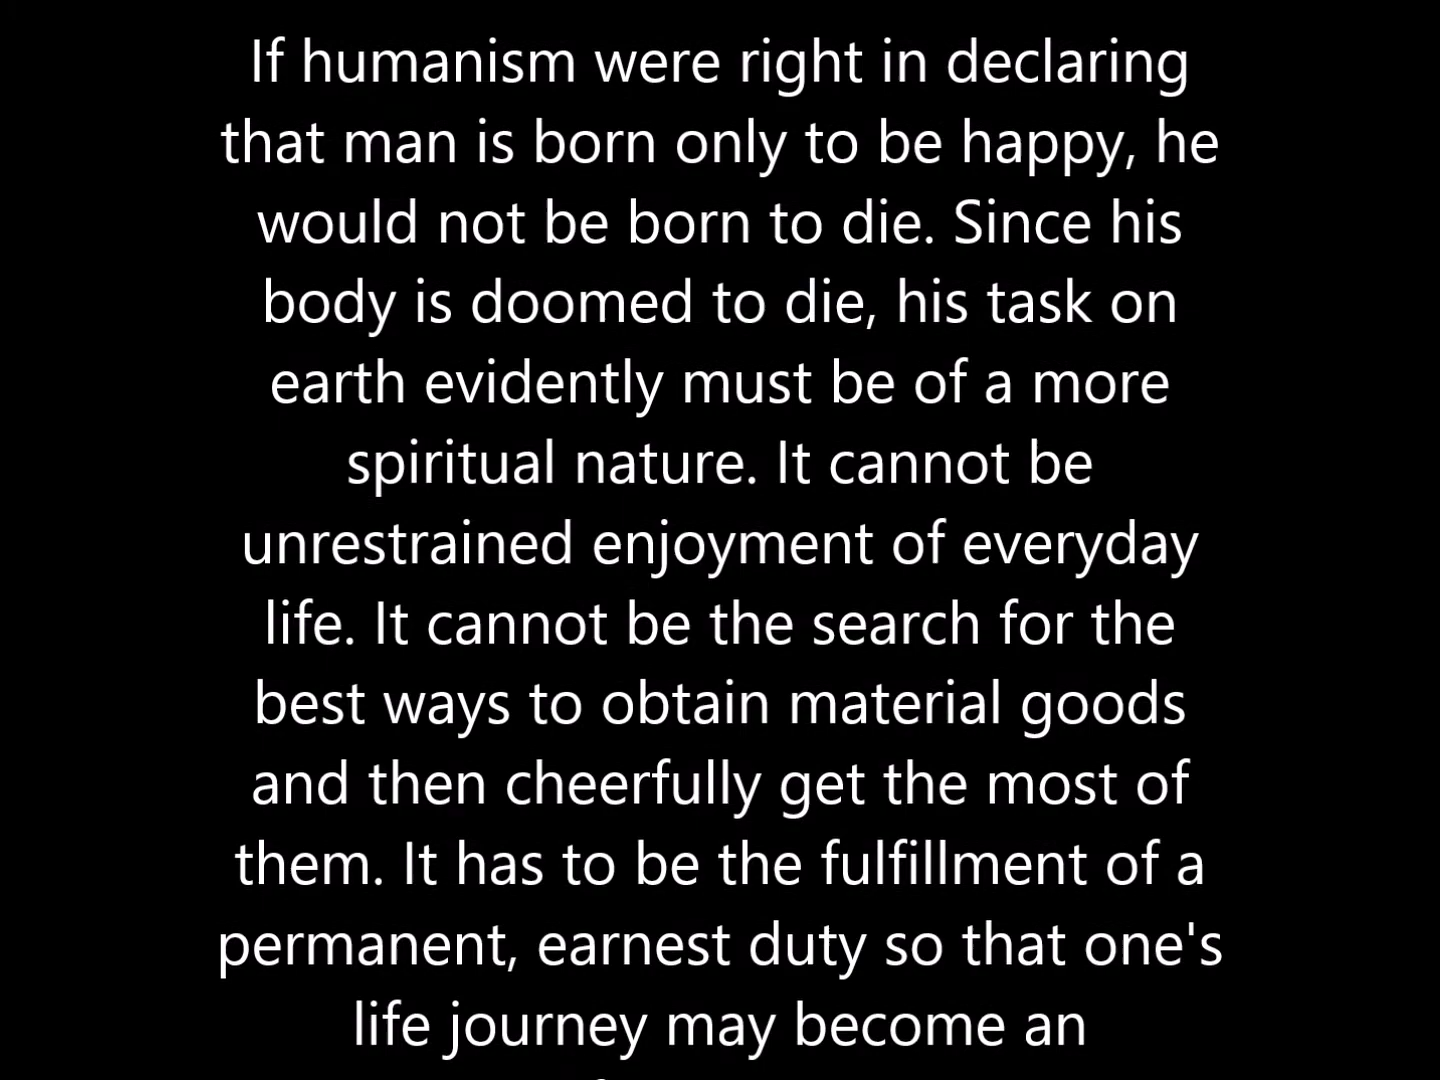 If humanism were right in declaring
that man is born only to be happy, he
would not be born to die. Since his
body is doomed to die, his task on
earth evidently must be of a more
spiritual nature. It cannot be
unrestrained enjoyment of everyday
life. It cannot be the search for the
best ways to obtain material goods
and then cheerfully get the most of
them. It has to be the fulfillment of a
permanent, earnest duty so that one's
life journey may become an